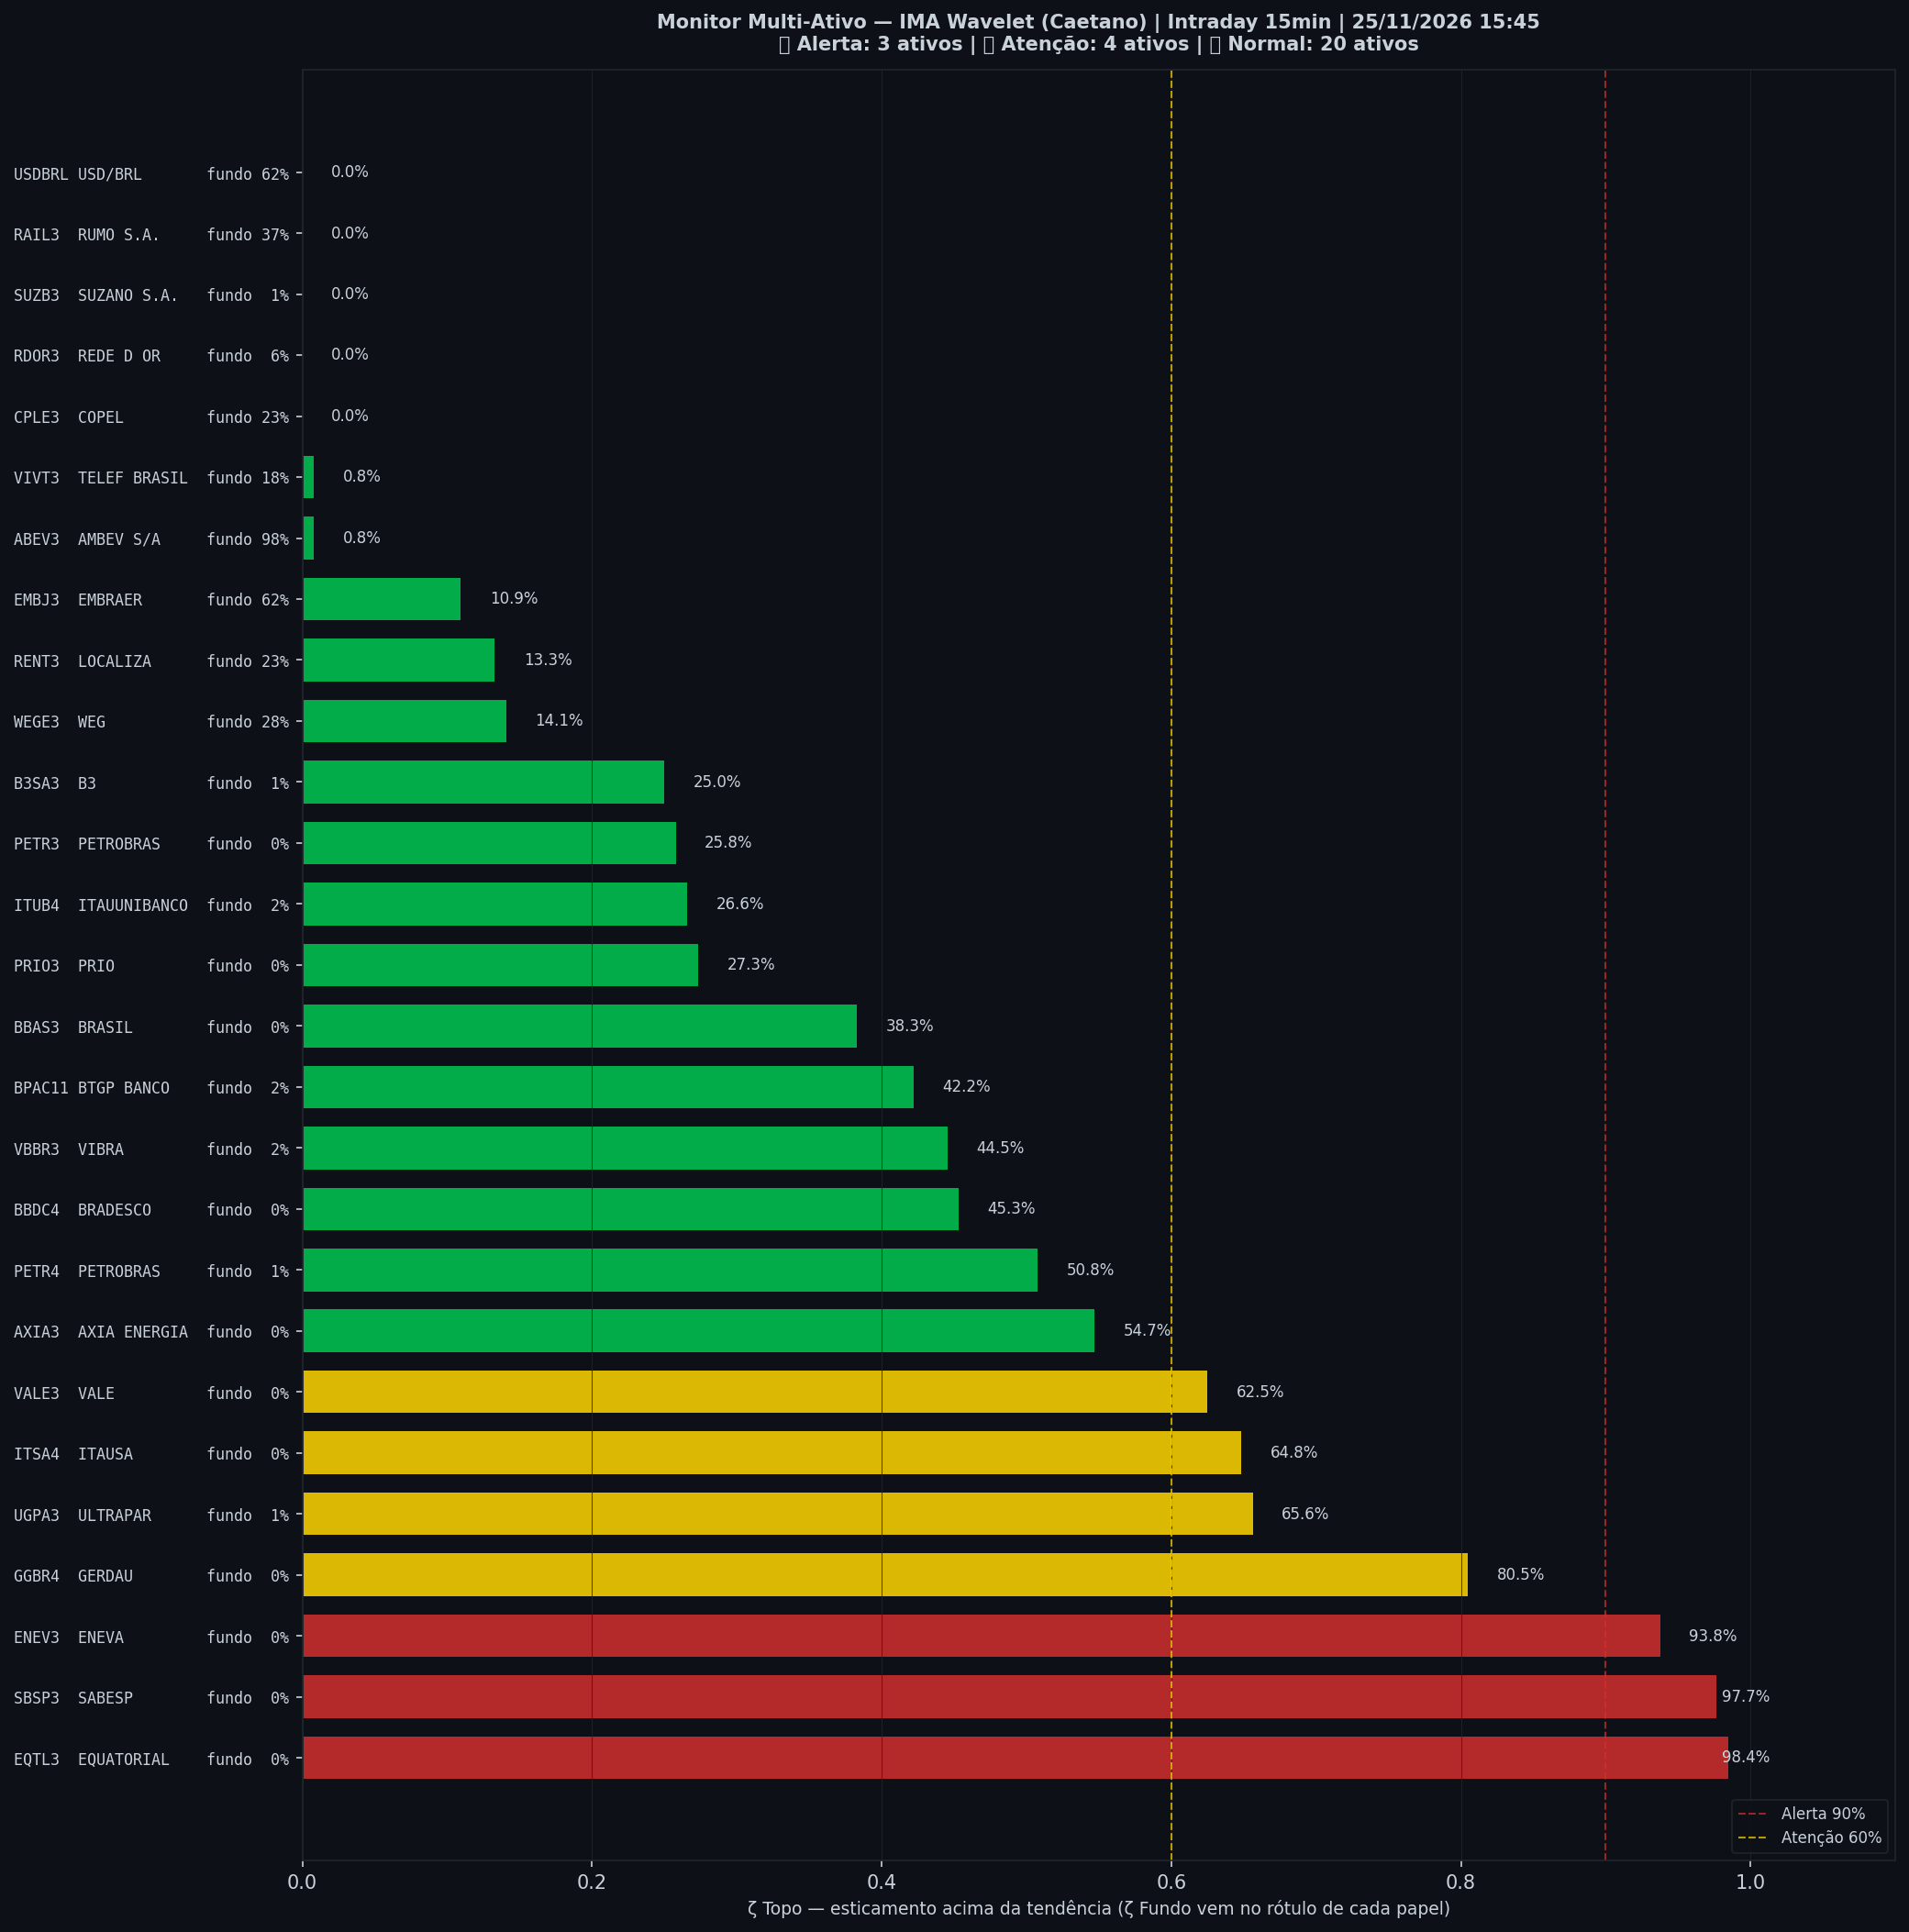 Monitor Multi-Ativo — IMA Wavelet (Caetano) | Intraday 15min | 25/11/2026 15:45
▯ Alerta: 3 ativos | ▯ Atenção: 4 ativos | ▯ Normal: 20 ativos
USDBRL USD/BRL fundo 62% 0.0%
RAIL3 RUMO S.A. fundo 37% 0.0%
SUZB3 SUZANO S.A. fundo 1% 0.0%
RDOR3 REDE D OR fundo 6% 0.0%
CPLE3 COPEL fundo 23% 0.0%
VIVT3 TELEF BRASIL fundo 18% 0.8%
ABEV3 AMBEV S/A fundo 98% 0.8%
EMBJ3 EMBRAER fundo 62% 10.9%
RENT3 LOCALIZA fundo 23% 13.3%
WEGE3 WEG fundo 28% 14.1%
B3SA3 B3 fundo 1% 25.0%
PETR3 PETROBRAS fundo 0% 25.8%
ITUB4 ITAUUNIBANCO fundo 2% 26.6%
PRIO3 PRIO fundo 0% 27.3%
BBAS3 BRASIL fundo 0% 38.3%
BPAC11 BTGP BANCO fundo 2% 42.2%
VBBR3 VIBRA fundo 2% 44.5%
BBDC4 BRADESCO fundo 0% 45.3%
PETR4 PETROBRAS fundo 1% 50.8%
AXIA3 AXIA ENERGIA fundo 0% 54.7%
VALE3 VALE fundo 0% 62.5%
ITSA4 ITAUSA fundo 0% 64.8%
UGPA3 ULTRAPAR fundo 1% 65.6%
GGBR4 GERDAU fundo 0% 80.5%
ENEV3 ENEVA fundo 0% 93.8%
SBSP3 SABESP fundo 0% 97.7%
EQTL3 EQUATORIAL fundo 0% 98.4%
Alerta 90%
Atenção 60%
0.0 0.2 0.4 0.6 0.8 1.0
ζ Topo — esticamento acima da tendência (ζ Fundo vem no rótulo de cada papel)